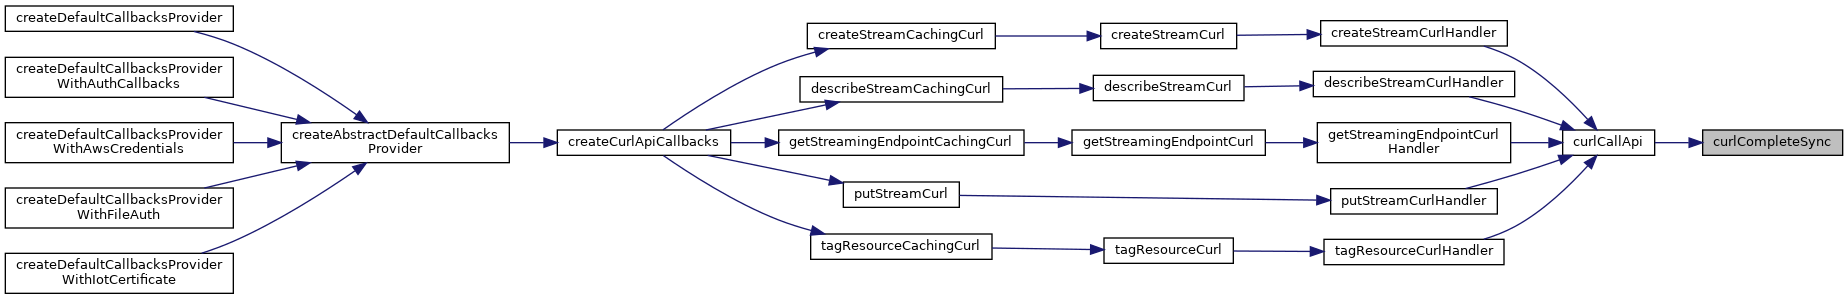 createDefaultCallbacksProvider
createDefaultCallbacksProvider
WithAuthCallbacks
createDefaultCallbacksProvider
WithAwsCredentials
createDefaultCallbacksProvider
WithFileAuth
createDefaultCallbacksProvider
WithIotCertificate
createAbstractDefaultCallbacks
Provider
createCurlApiCallbacks
createStreamCachingCurl
describeStreamCachingCurl
getStreamingEndpointCachingCurl
putStreamCurl
tagResourceCachingCurl
createStreamCurl
describeStreamCurl
getStreamingEndpointCurl
tagResourceCurl
createStreamCurlHandler
describeStreamCurlHandler
getStreamingEndpointCurl
Handler
putStreamCurlHandler
tagResourceCurlHandler
curlCallApi
curlCompleteSync